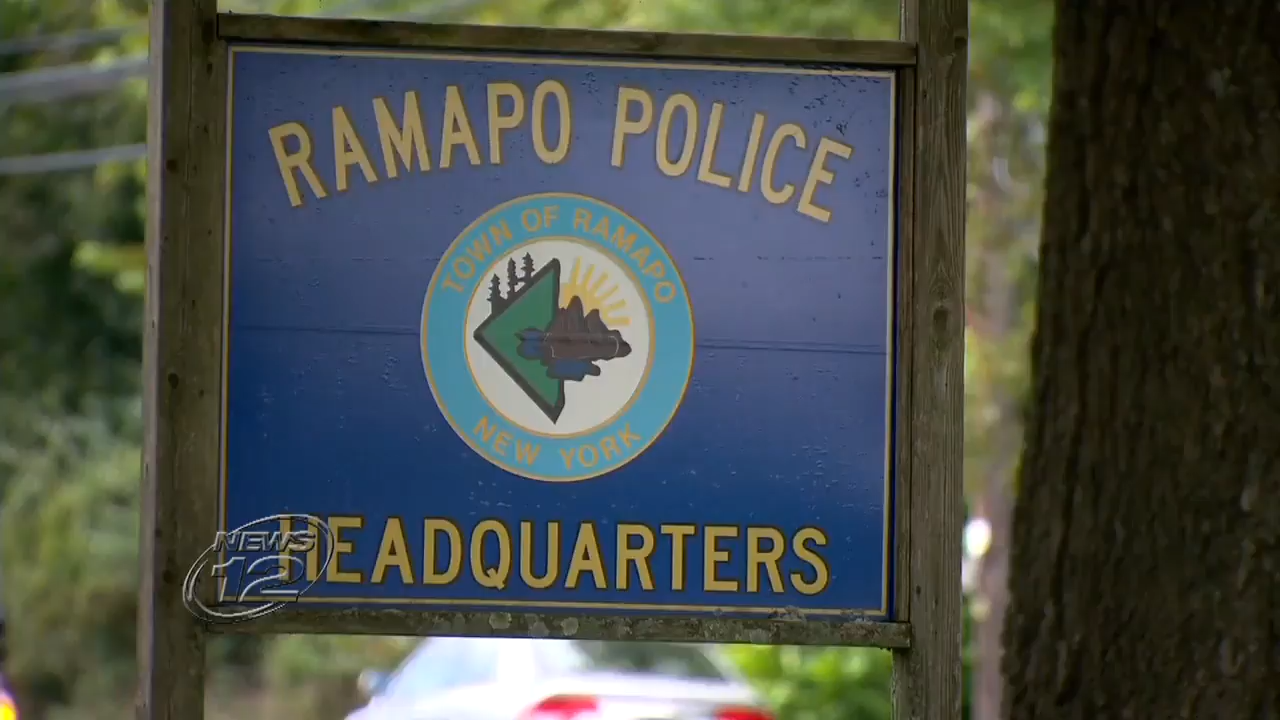 RAMAPO POLICE
TOWN OF RAMAPO
NEW YORK
HEADQUARTERS
NEWS
12